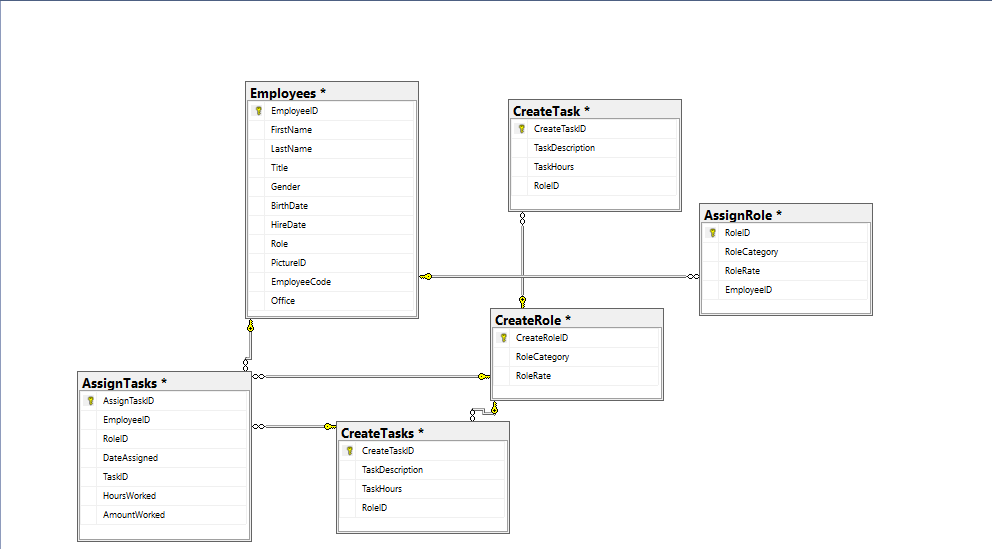 Employees *
EmployeeID
FirstName
LastName
Title
Gender
BirthDate
HireDate
Role
PictureID
EmployeeCode
Office
CreateTask *
CreateTaskID
TaskDescription
TaskHours
RoleID
AssignRole *
RoleID
RoleCategory
RoleRate
EmployeeID
CreateRole *
CreateRoleID
RoleCategory
RoleRate
AssignTasks *
AssignTaskID
EmployeeID
RoleID
DateAssigned
TaskID
HoursWorked
AmountWorked
CreateTasks *
CreateTaskID
TaskDescription
TaskHours
RoleID